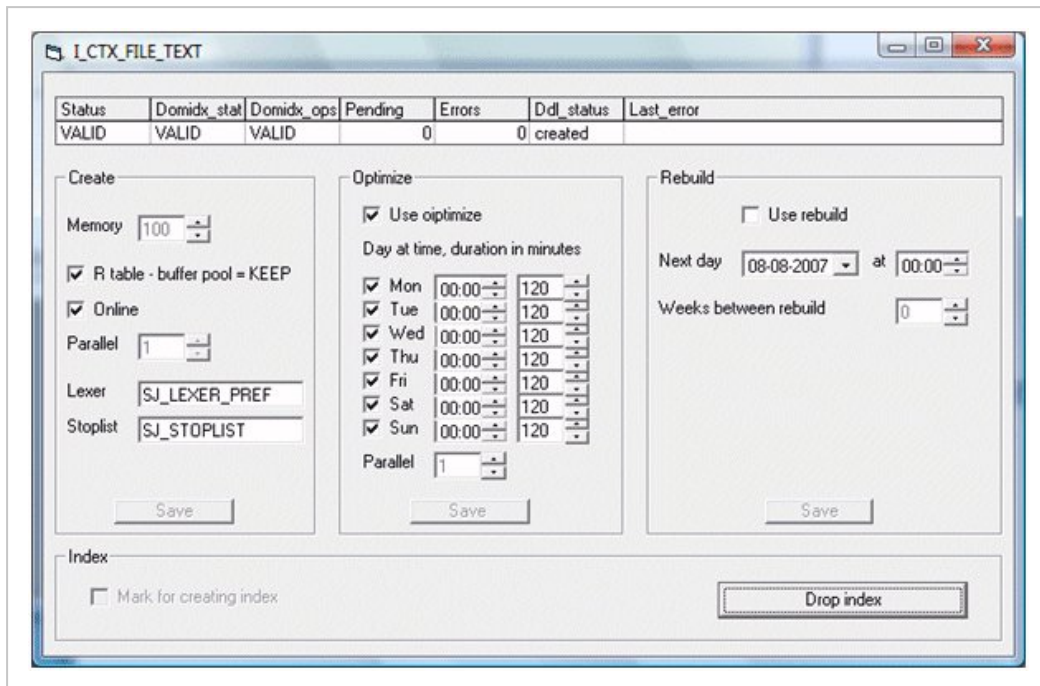 I_CTX_FILE_TEXT
Status Domidx_stat Domidx_ops Pending Errors Ddl_status Last_error
VALID VALID VALID 0 0 created
Create
Memory 100
R table - buffer pool = KEEP
Online
Parallel 1
Lexer SJ_LEXER_PREF
Stoplist SJ_STOPLIST
Save
Optimize
Use oiptimize
Day at time, duration in minutes
Mon 00:00 120
Tue 00:00 120
Wed 00:00 120
Thu 00:00 120
Fri 00:00 120
Sat 00:00 120
Sun 00:00 120
Parallel 1
Save
Rebuild
Use rebuild
Next day 08-08-2007 at 00:00
Weeks between rebuild 0
Save
Index
Mark for creating index
Drop index